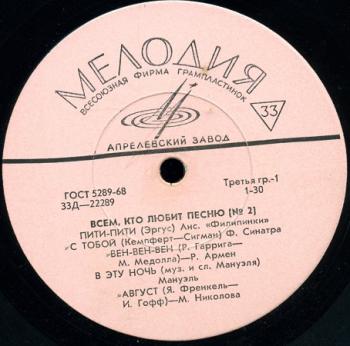 МЕЛОДИЯ
ВСЕСОЮЗНАЯ ФИРМА ГРАМПЛАСТИНОК
33
АПРЕЛЕВСКИЙ ЗАВОД
ГОСТ 5289-68
33Д—22289
Третья гр.-1
1-30
ВСЕМ, КТО ЛЮБИТ ПЕСНЮ [№ 2]
ПИТИ-ПИТИ (Эргус) Анс. «Филипинки»
»С ТОБОЙ (Кемпферт—Сигман) Ф. Синатра
»ВЕН-ВЕН-ВЕН (Р. Гаррига—
М. Медолла)—Р. Армен
В ЭТУ НОЧЬ (муз. и сл. Мануэля)
Мануэль
»АВГУСТ (Я. Френкель—
И. Гофф)—М. Николова